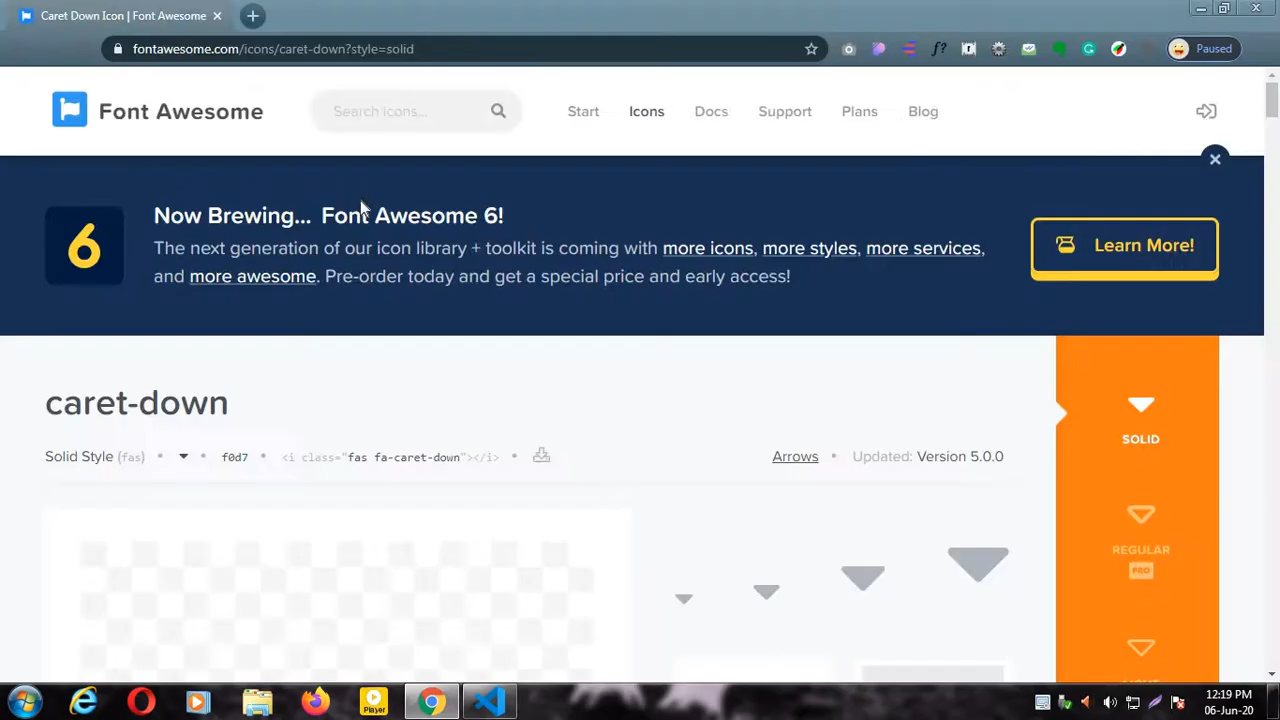 Caret Down Icon | Font Awesome
fontawesome.com/icons/caret-down?style=solid
f?
Paused
Font Awesome
Search icons...
Start
Icons
Docs
Support
Plans
Blog
6
Now Brewing... Font Awesome 6!
The next generation of our icon library + toolkit is coming with more icons, more styles, more services,
and more awesome. Pre-order today and get a special price and early access!
Learn More!
caret-down
SOLID
Solid Style (fas)
f0d7
<i class="fas fa-caret-down"></i>
Arrows
Updated: Version 5.0.0
REGULAR
PRO
Player
12:19 PM
06-Jun-20